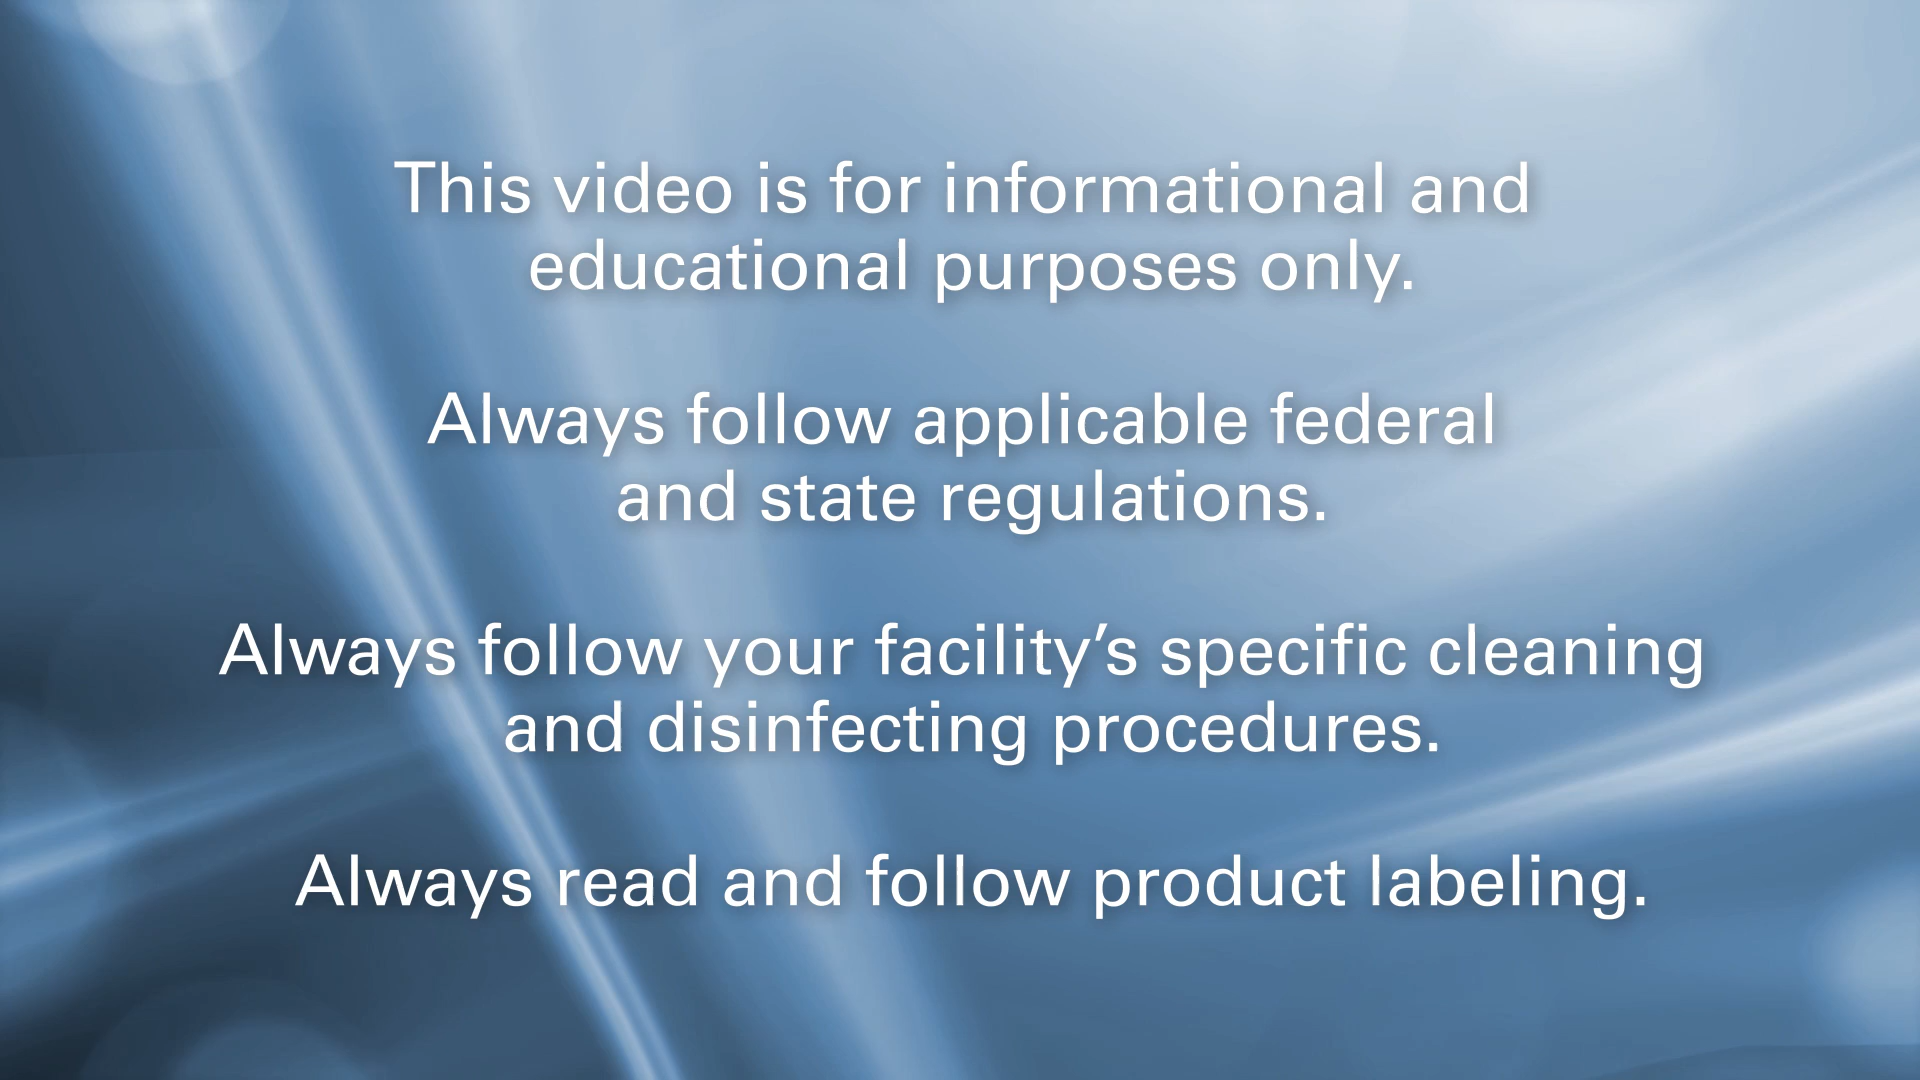 This video is for informational and
educational purposes only.
Always follow applicable federal
and state regulations.
Always follow your facility’s specific cleaning
and disinfecting procedures.
Always read and follow product labeling.